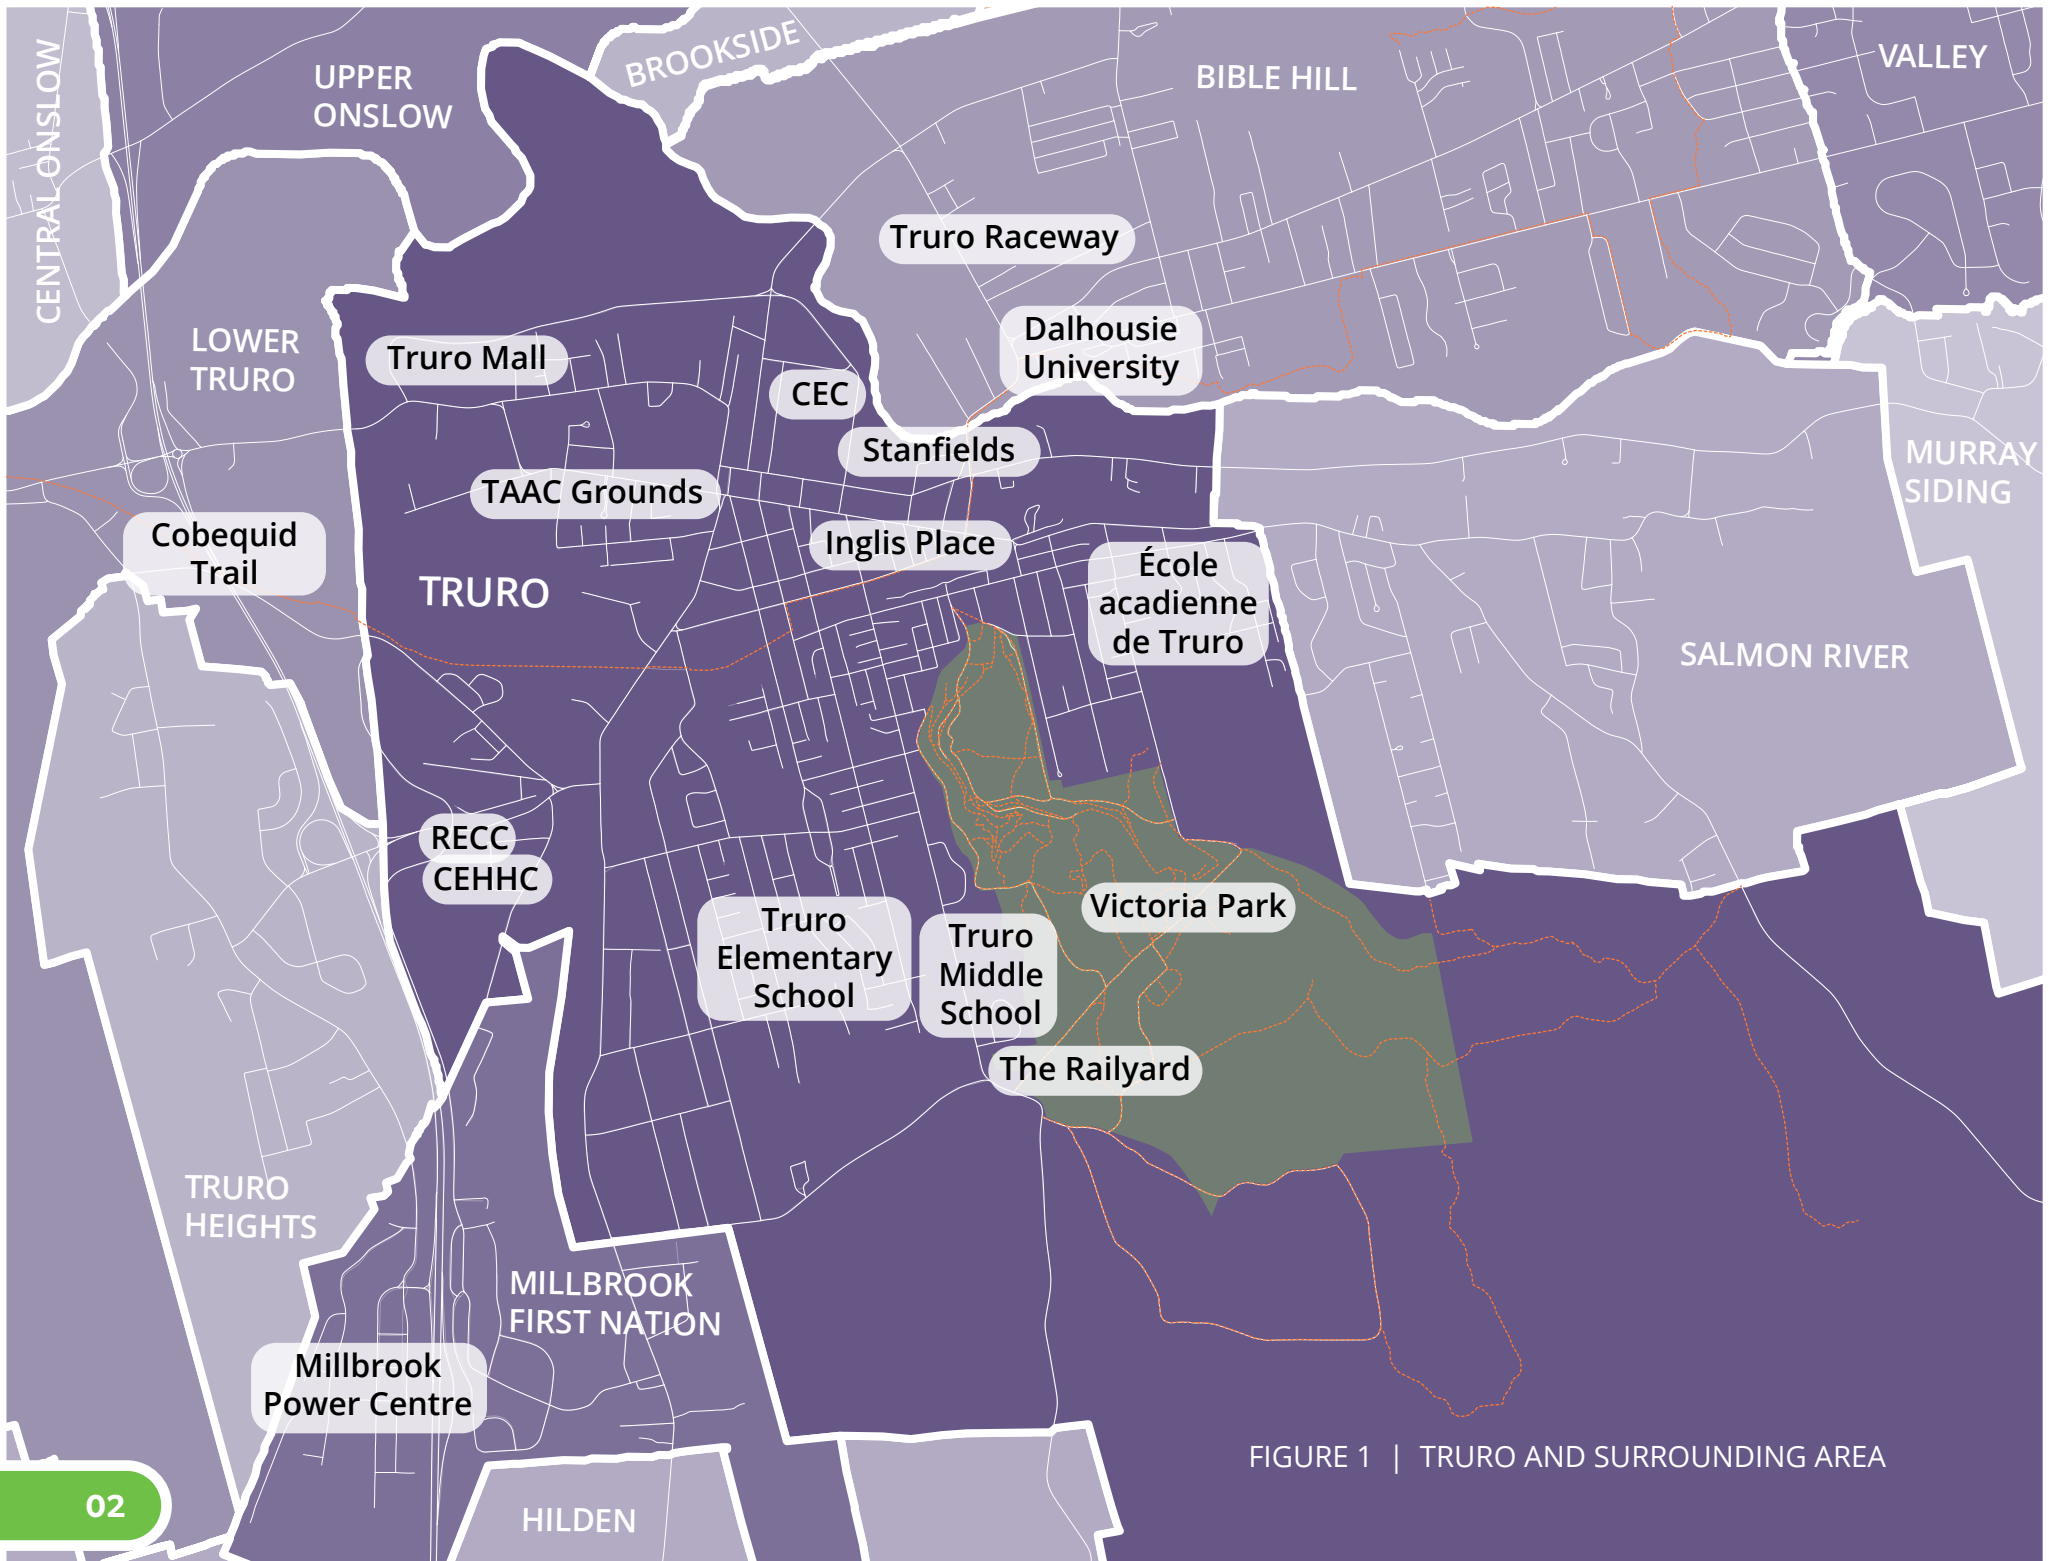 CENTRAL ONSLOW
UPPER
ONSLOW
BROOKSIDE
BIBLE HILL
VALLEY
Truro Raceway
LOWER
TRURO
Truro Mall
Dalhousie
University
CEC
Stanfields
MURRAY
SIDING
TAAC Grounds
Cobequid
Trail
Inglis Place
TRURO
École
acadienne
de Truro
SALMON RIVER
RECC
CEHHC
Victoria Park
Truro
Elementary
School
Truro
Middle
School
The Railyard
TRURO
HEIGHTS
MILLBROOK
FIRST NATION
Millbrook
Power Centre
FIGURE 1 | TRURO AND SURROUNDING AREA
02
HILDEN